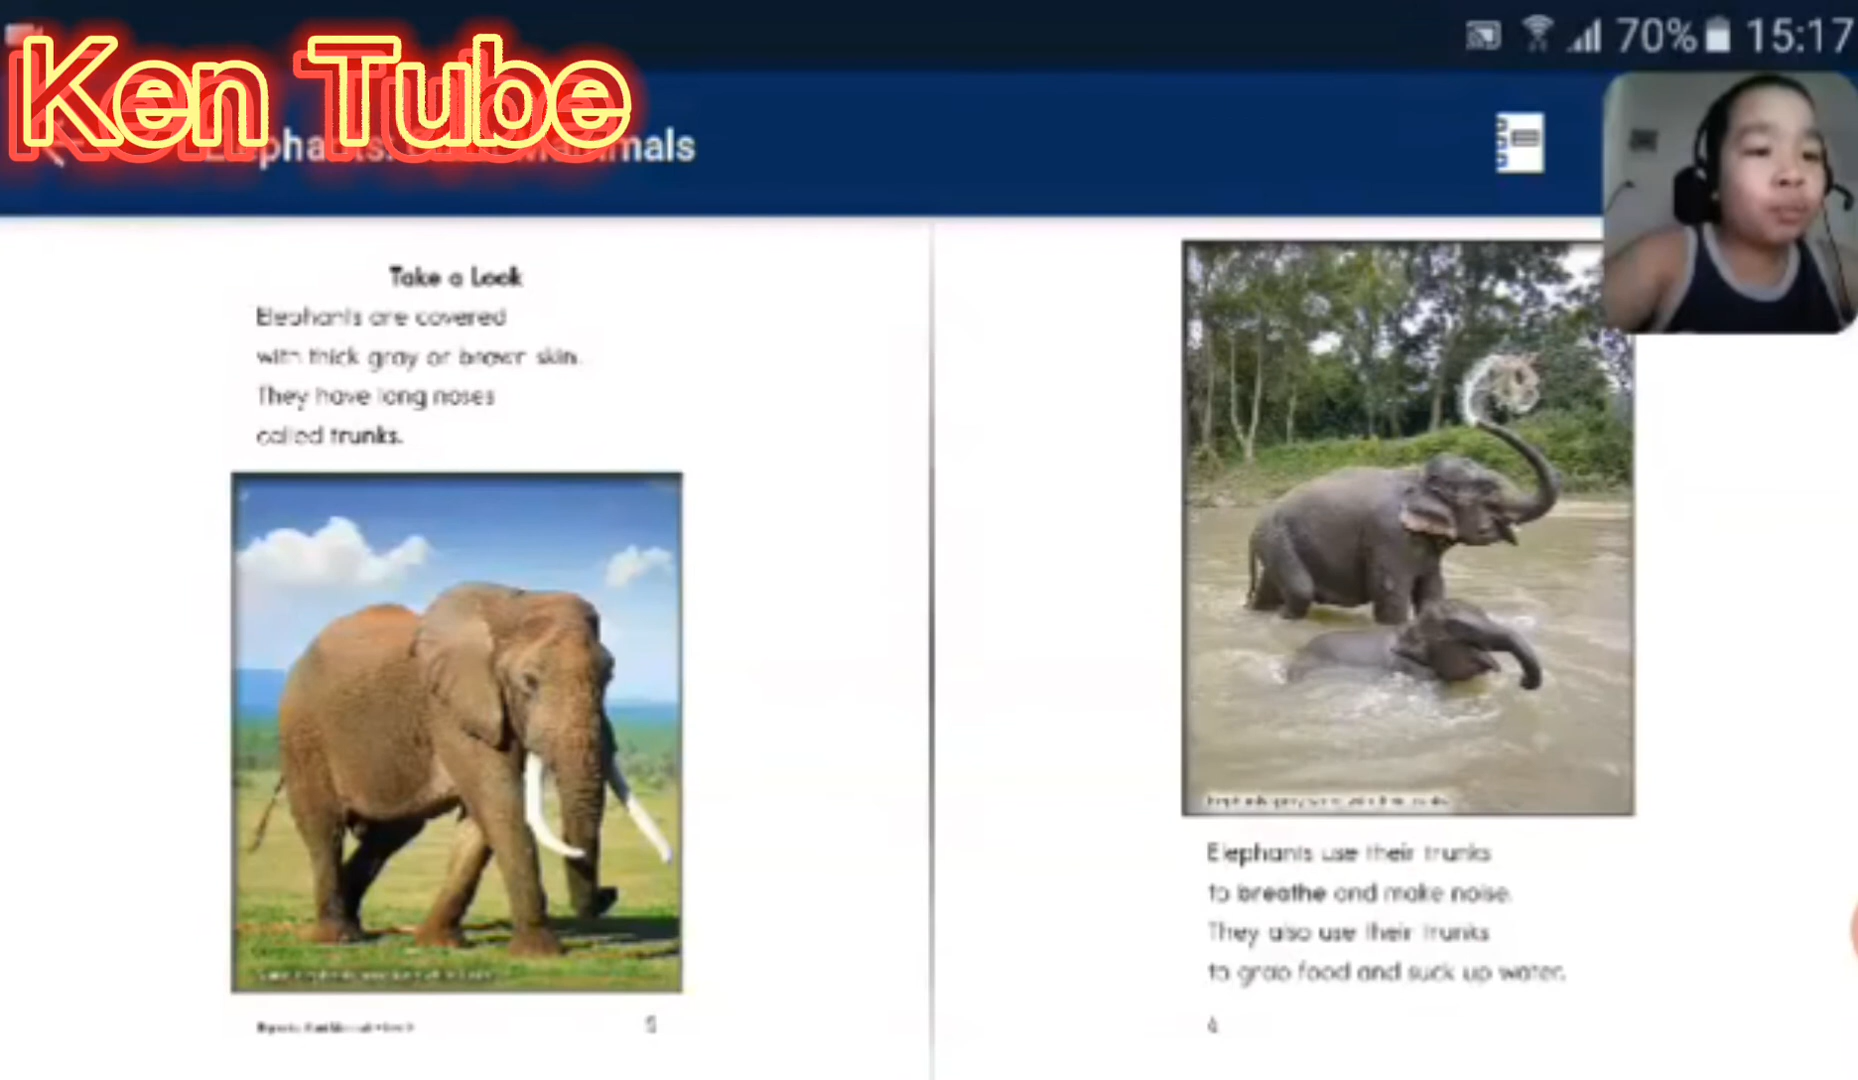 Ken Tube
70% 15:17
Take a Look
Elephants are covered
with thick gray or brown skin.
They have long noses
called trunks.
5
Elephants use their trunks
to breathe and make noise.
They also use their trunks
to grab food and suck up water.
6